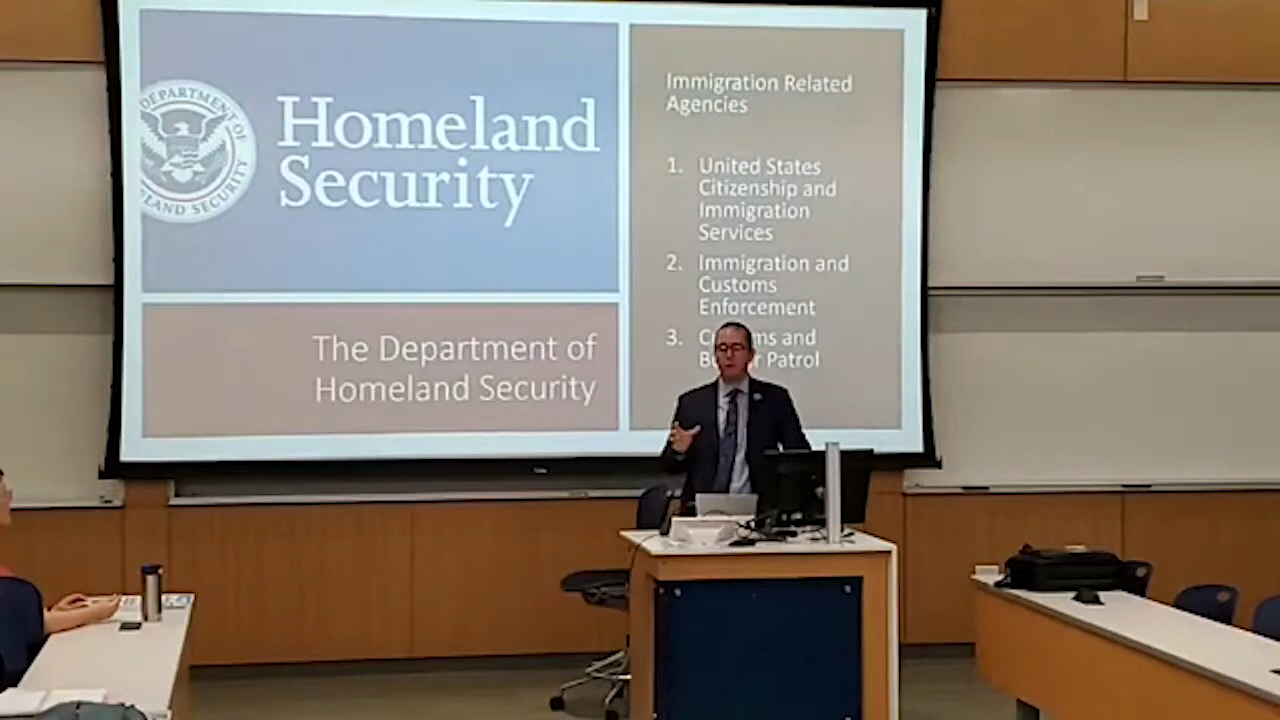 DEPARTMENT OF
LAND SECURITY
Homeland
Security
The Department of
Homeland Security
Immigration Related
Agencies
1. United States
Citizenship and
Immigration
Services
2. Immigration and
Customs
Enforcement
3. and
Patrol